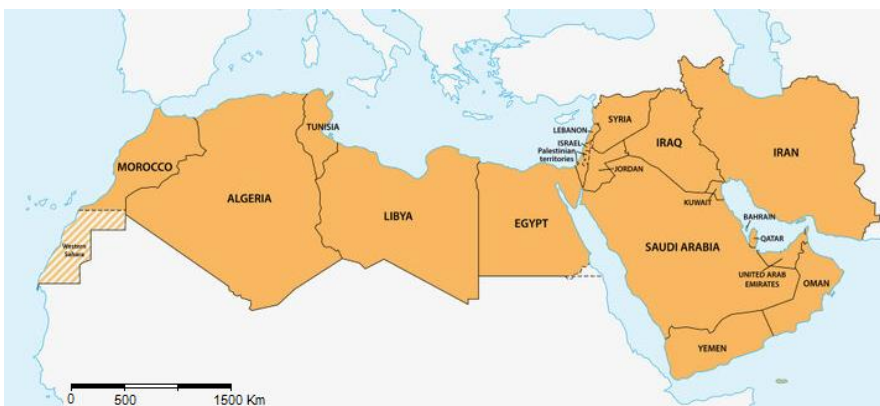 MOROCCO
Western
Sahara
ALGERIA
TUNISIA
LIBYA
EGYPT
LEBANON
ISRAEL
Palestinian
territories
SYRIA
JORDAN
IRAQ
IRAN
KUWAIT
BAHRAIN
QATAR
SAUDI ARABIA
UNITED ARAB
EMIRATES
OMAN
YEMEN
0 500 1500 Km